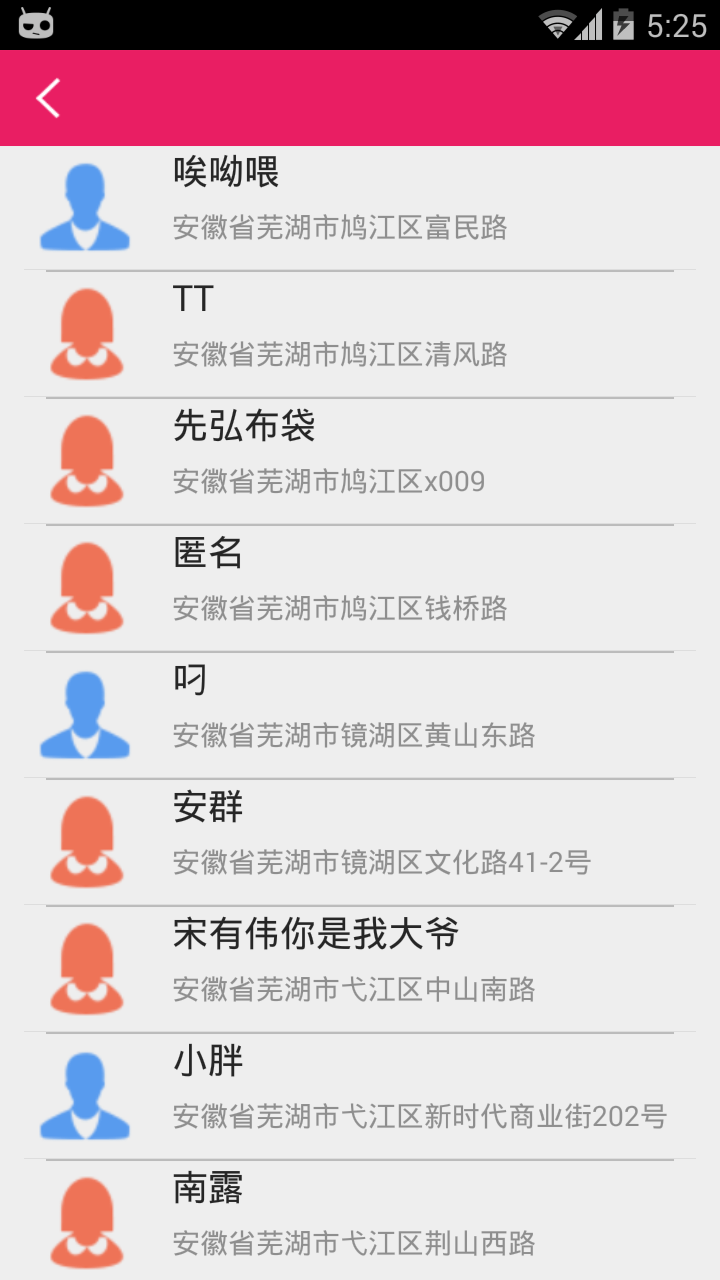 5:25
唉呦喂
安徽省芜湖市鸠江区富民路
TT
安徽省芜湖市鸠江区清风路
先弘布袋
安徽省芜湖市鸠江区x009
匿名
安徽省芜湖市鸠江区钱桥路
叼
安徽省芜湖市镜湖区黄山东路
安群
安徽省芜湖市镜湖区文化路41-2号
宋有伟你是我大爷
安徽省芜湖市弋江区中山南路
小胖
安徽省芜湖市弋江区新时代商业街202号
南露
安徽省芜湖市弋江区荆山西路